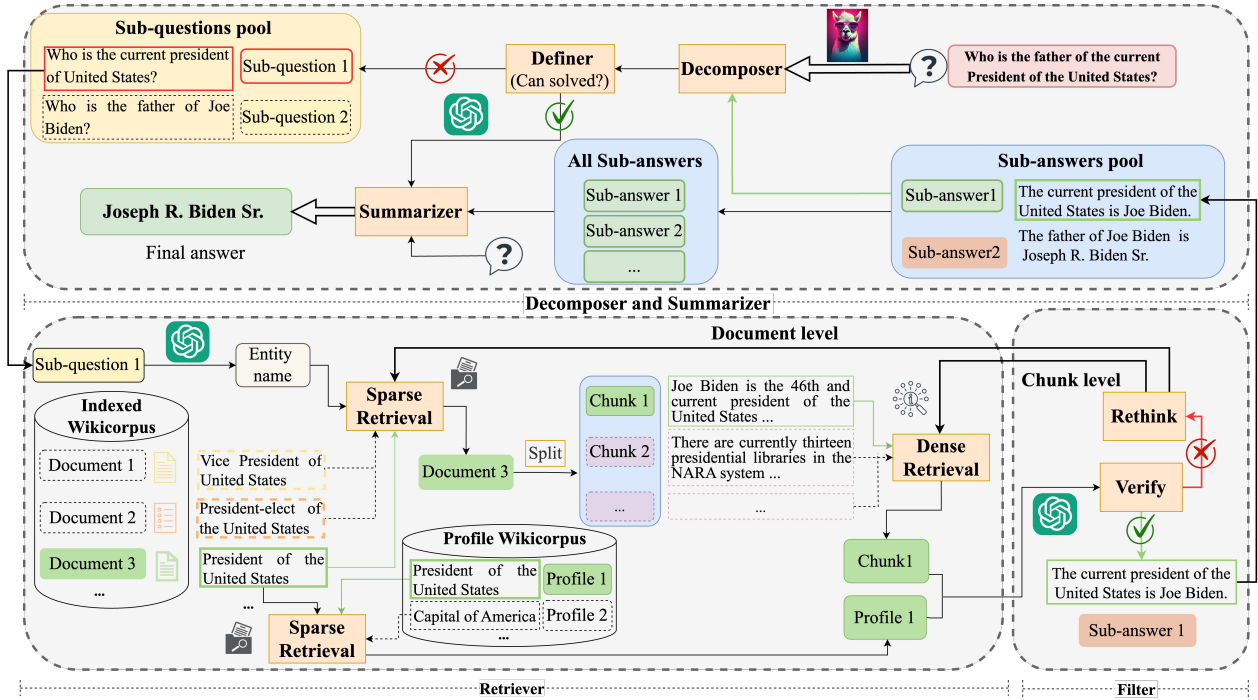 Sub-questions pool
Who is the current president
of United States?
Sub-question 1
Who is the father of Joe
Biden?
Sub-question 2
Definer
(Can solved?)
Decomposer
?
Who is the father of the current
President of the United States?
All Sub-answers
Sub-answer 1
Sub-answer 2
...
Sub-answers pool
Sub-answer1
The current president of the
United States is Joe Biden.
Sub-answer2
The father of Joe Biden is
Joseph R. Biden Sr.
Joseph R. Biden Sr.
Final answer
Summarizer
?
Decomposer and Summarizer
Document level
Sub-question 1
Entity
name
Sparse
Retrieval
Indexed
Wikicorpus
Document 1
Document 2
Document 3
...
Vice President of
United States
President-elect of
the United States
President of the
United States
...
Document 3
Split
Chunk 1
Chunk 2
...
Joe Biden is the 46th and
current president of the
United States ...
There are currently thirteen
presidential libraries in the
NARA system ...
...
Dense
Retrieval
Profile Wikicorpus
President of the
United States
Profile 1
Capital of America
Profile 2
...
Sparse
Retrieval
Chunk1
Profile 1
Chunk level
Rethink
Verify
The current president of the
United States is Joe Biden.
Sub-answer 1
Retriever
Filter